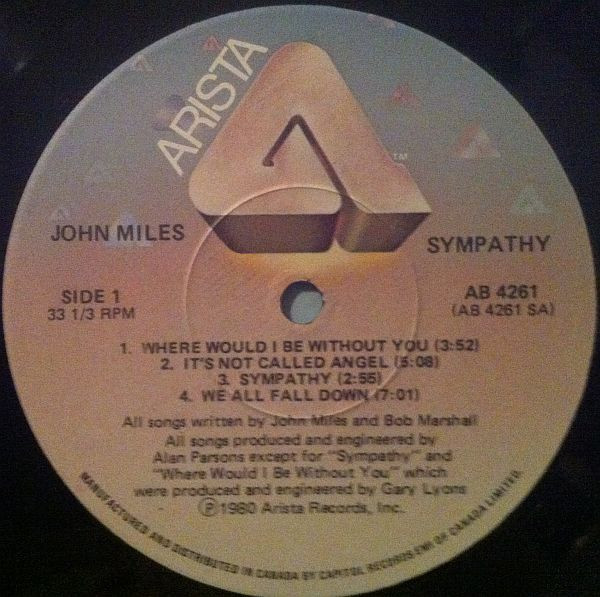 ARISTA
TM
JOHN MILES
SYMPATHY
SIDE 1
33 1/3 RPM
AB 4261
(AB 4261 SA)
1. WHERE WOULD I BE WITHOUT YOU (3:52)
2. IT'S NOT CALLED ANGEL (5:08)
3. SYMPATHY (2:55)
4. WE ALL FALL DOWN (7:01)
All songs written by John Miles and Bob Marshall
All songs produced and engineered by
Alan Parsons except for "Sympathy" and
"Where Would I Be Without You" which
were produced and engineered by Gary Lyons
Ⓟ1980 Arista Records, Inc.
MANUFACTURED AND DISTRIBUTED IN CANADA BY CAPITOL RECORDS-EMI OF CANADA LIMITED.